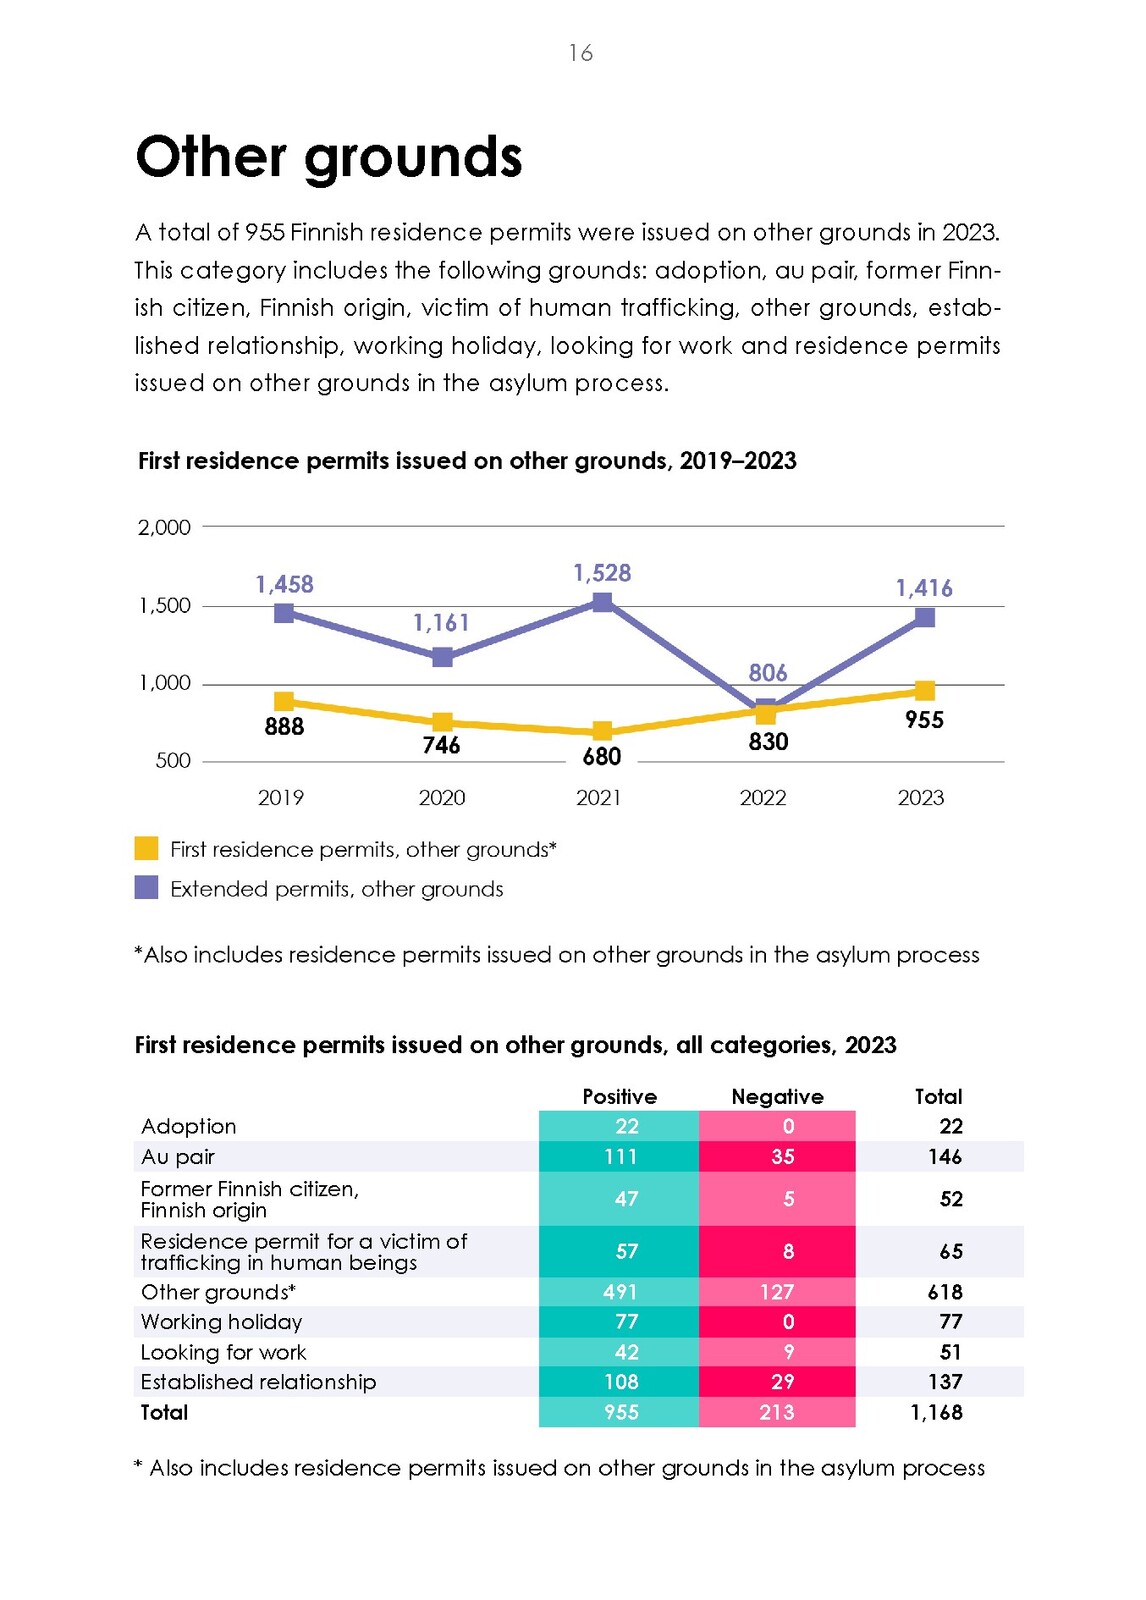 16
Other grounds
A total of 955 Finnish residence permits were issued on other grounds in 2023.
This category includes the following grounds: adoption, au pair, former Finn-
ish citizen, Finnish origin, victim of human trafficking, other grounds, estab-
lished relationship, working holiday, looking for work and residence permits
issued on other grounds in the asylum process.
First residence permits issued on other grounds, 2019–2023
2,000
1,500
1,000
500
1,458
1,161
1,528
806
1,416
888
746
680
830
955
2019 2020 2021 2022 2023
First residence permits, other grounds*
Extended permits, other grounds
*Also includes residence permits issued on other grounds in the asylum process
First residence permits issued on other grounds, all categories, 2023
Positive Negative Total
Adoption 22 0 22
Au pair 111 35 146
Former Finnish citizen,
Finnish origin 47 5 52
Residence permit for a victim of
trafficking in human beings 57 8 65
Other grounds* 491 127 618
Working holiday 77 0 77
Looking for work 42 9 51
Established relationship 108 29 137
Total 955 213 1,168
* Also includes residence permits issued on other grounds in the asylum process